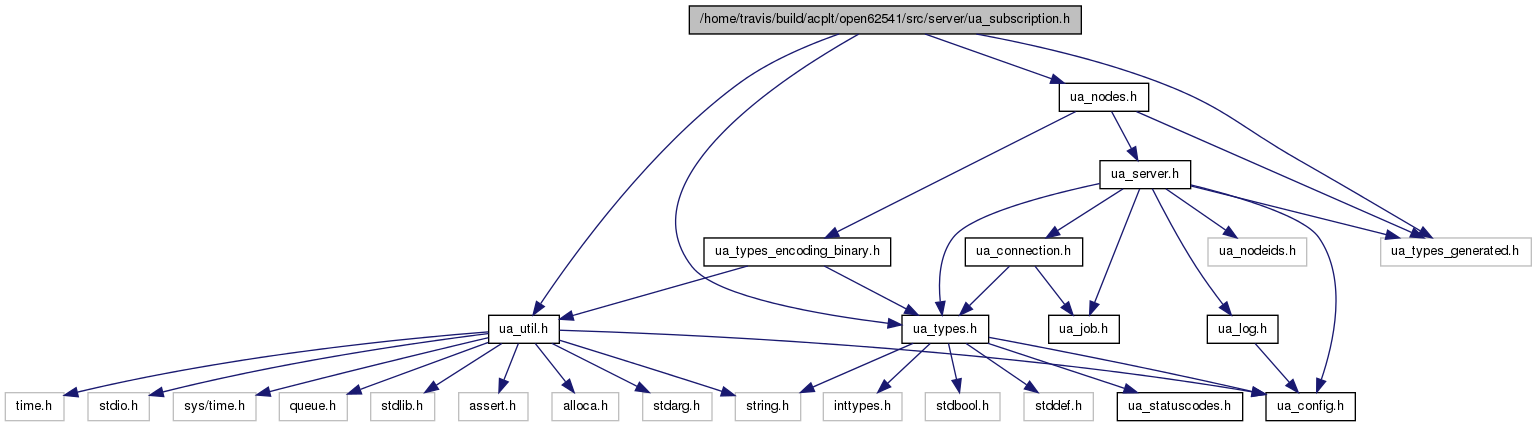 /home/travis/build/acplt/open62541/src/server/ua_subscription.h
ua_nodes.h
ua_server.h
ua_types_encoding_binary.h
ua_connection.h
ua_nodeids.h
ua_types_generated.h
ua_util.h
ua_types.h
ua_job.h
ua_log.h
time.h
stdio.h
sys/time.h
queue.h
stdlib.h
assert.h
alloca.h
stdarg.h
string.h
inttypes.h
stdbool.h
stddef.h
ua_statuscodes.h
ua_config.h